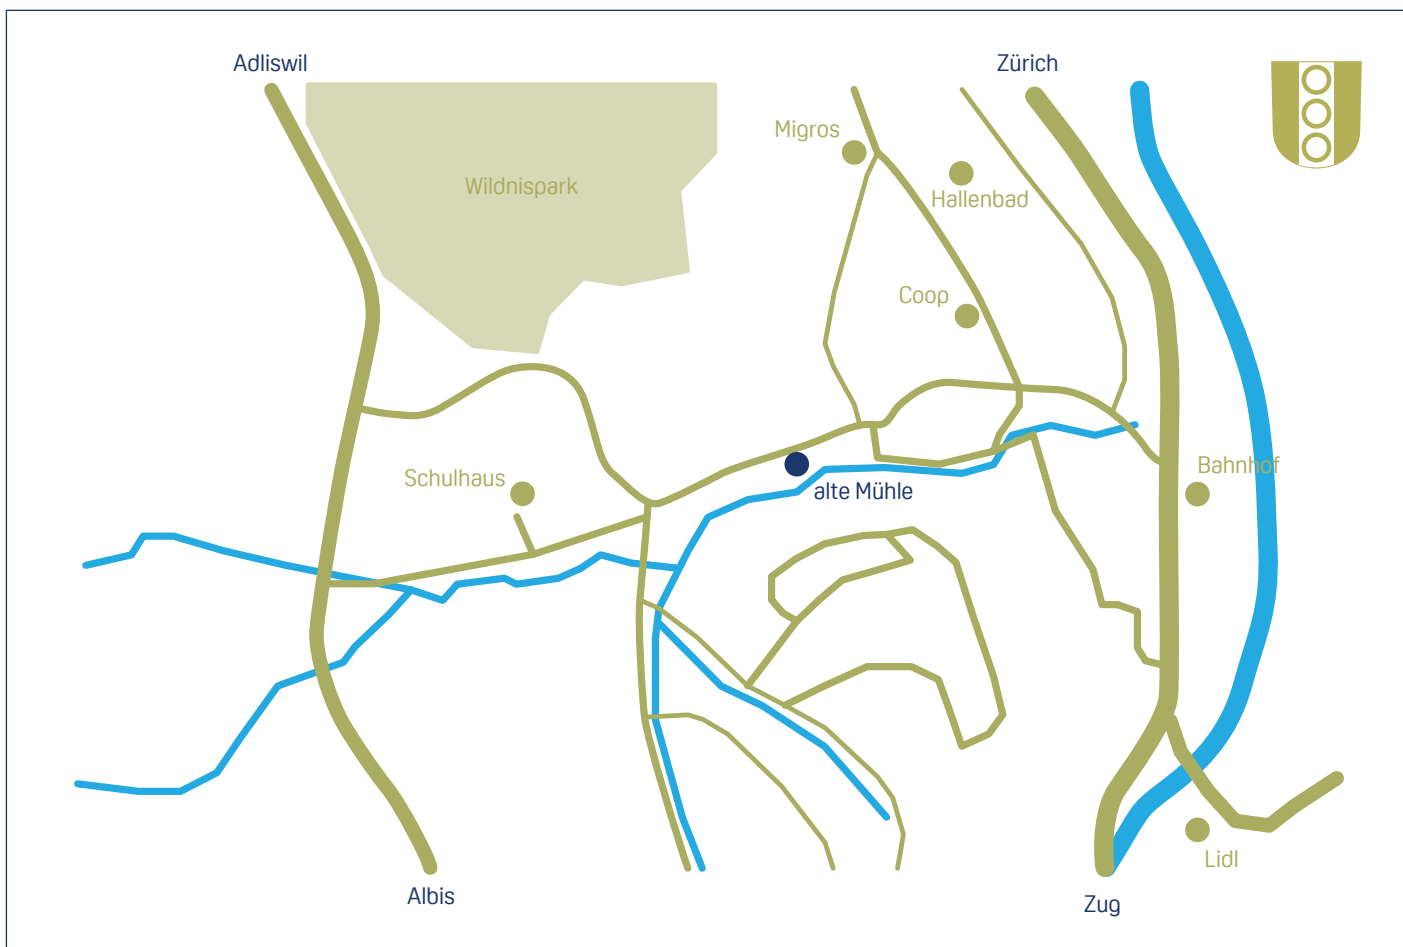 Adliswil
Zürich
Migros
Wildnispark
Hallenbad
Coop
Schulhaus
Bahnhof
alte Mühle
Lidl
Albis
Zug